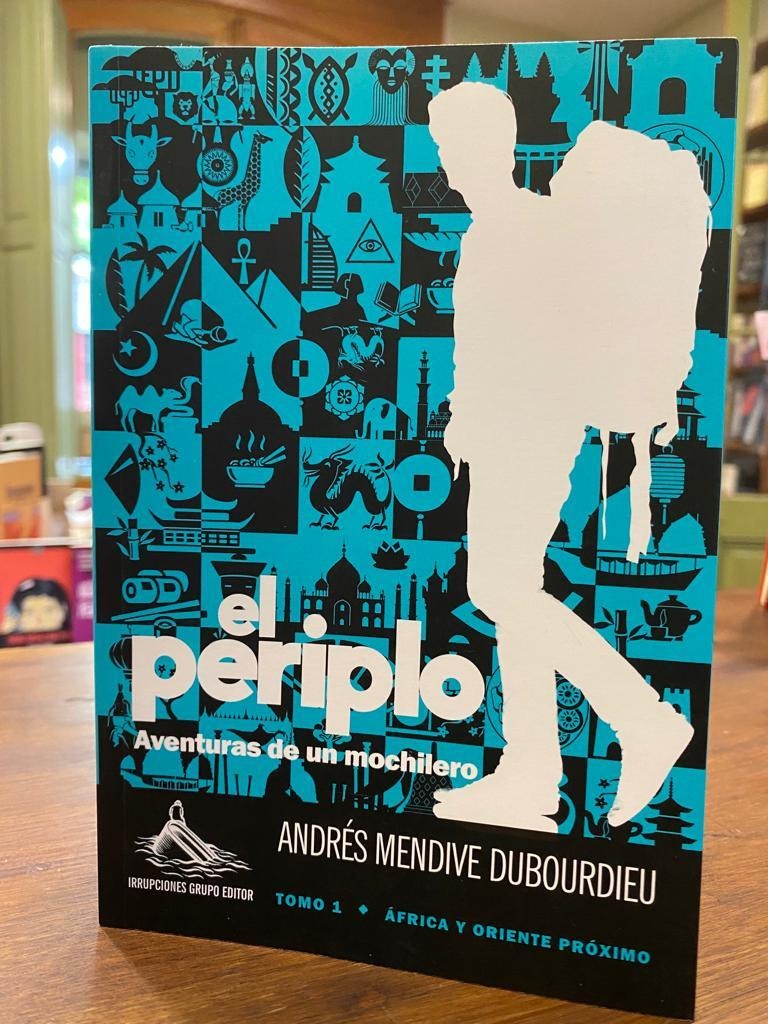 el
periplo
Aventuras de un mochilero
ANDRÉS MENDIVE DUBOURDIEU
IRRUPCIONES GRUPO EDITOR
TOMO 1 ◆ ÁFRICA Y ORIENTE PRÓXIMO